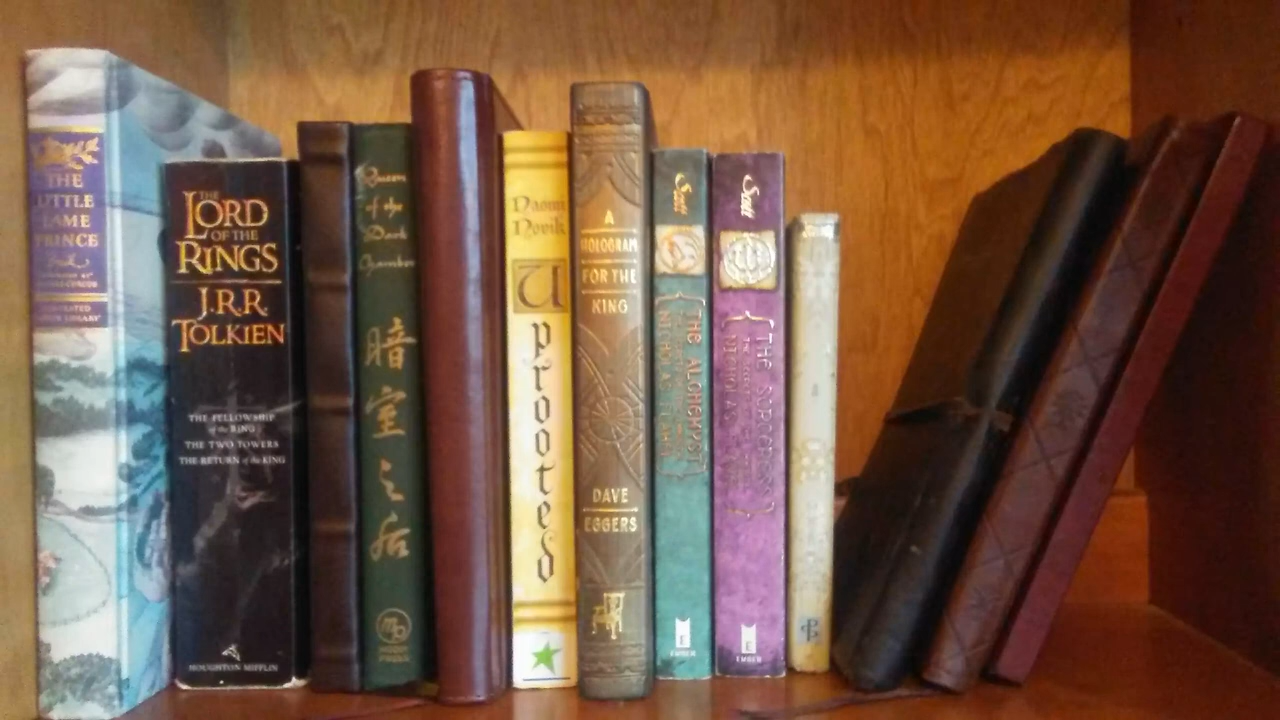 THE
LITTLE
LAME
PRINCE
THE
LORD
OF THE
RINGS
J.R.R.
TOLKIEN
THE FELLOWSHIP
of the RING
THE TWO TOWERS
THE RETURN of the KING
HOUGHTON MIFFLIN
Queen
of the
Dark
Chamber
暗
室
之
后
Naomi
Novik
Uprooted
A
HOLOGRAM
FOR THE
KING
DAVE
EGGERS
Scott
THE ALCHEMYST
NICHOLAS FLAMEL
E
EMBER
Scott
THE SORCERESS
NICHOLAS
E
EMBER